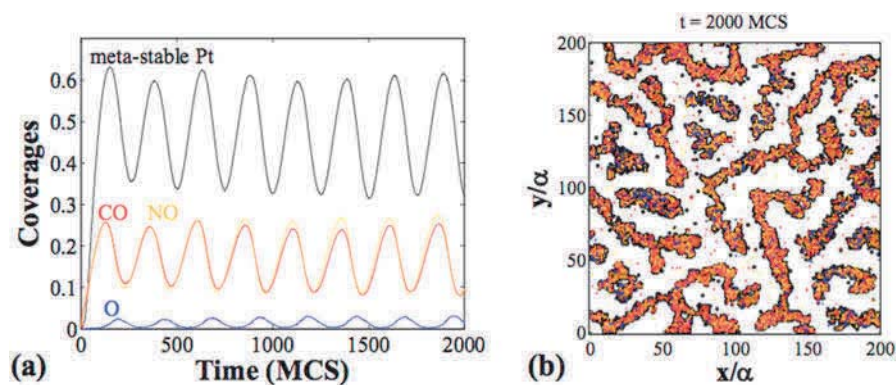 meta-stable Pt
0.6
0.5
0.4
0.3
0.2
0.1
0
CO
NO
O
Coverages
0 500 1000 1500 2000
Time (MCS)
(a)
t = 2000 MCS
200
150
100
50
0
y/α
0 50 100 150 200
x/α
(b)